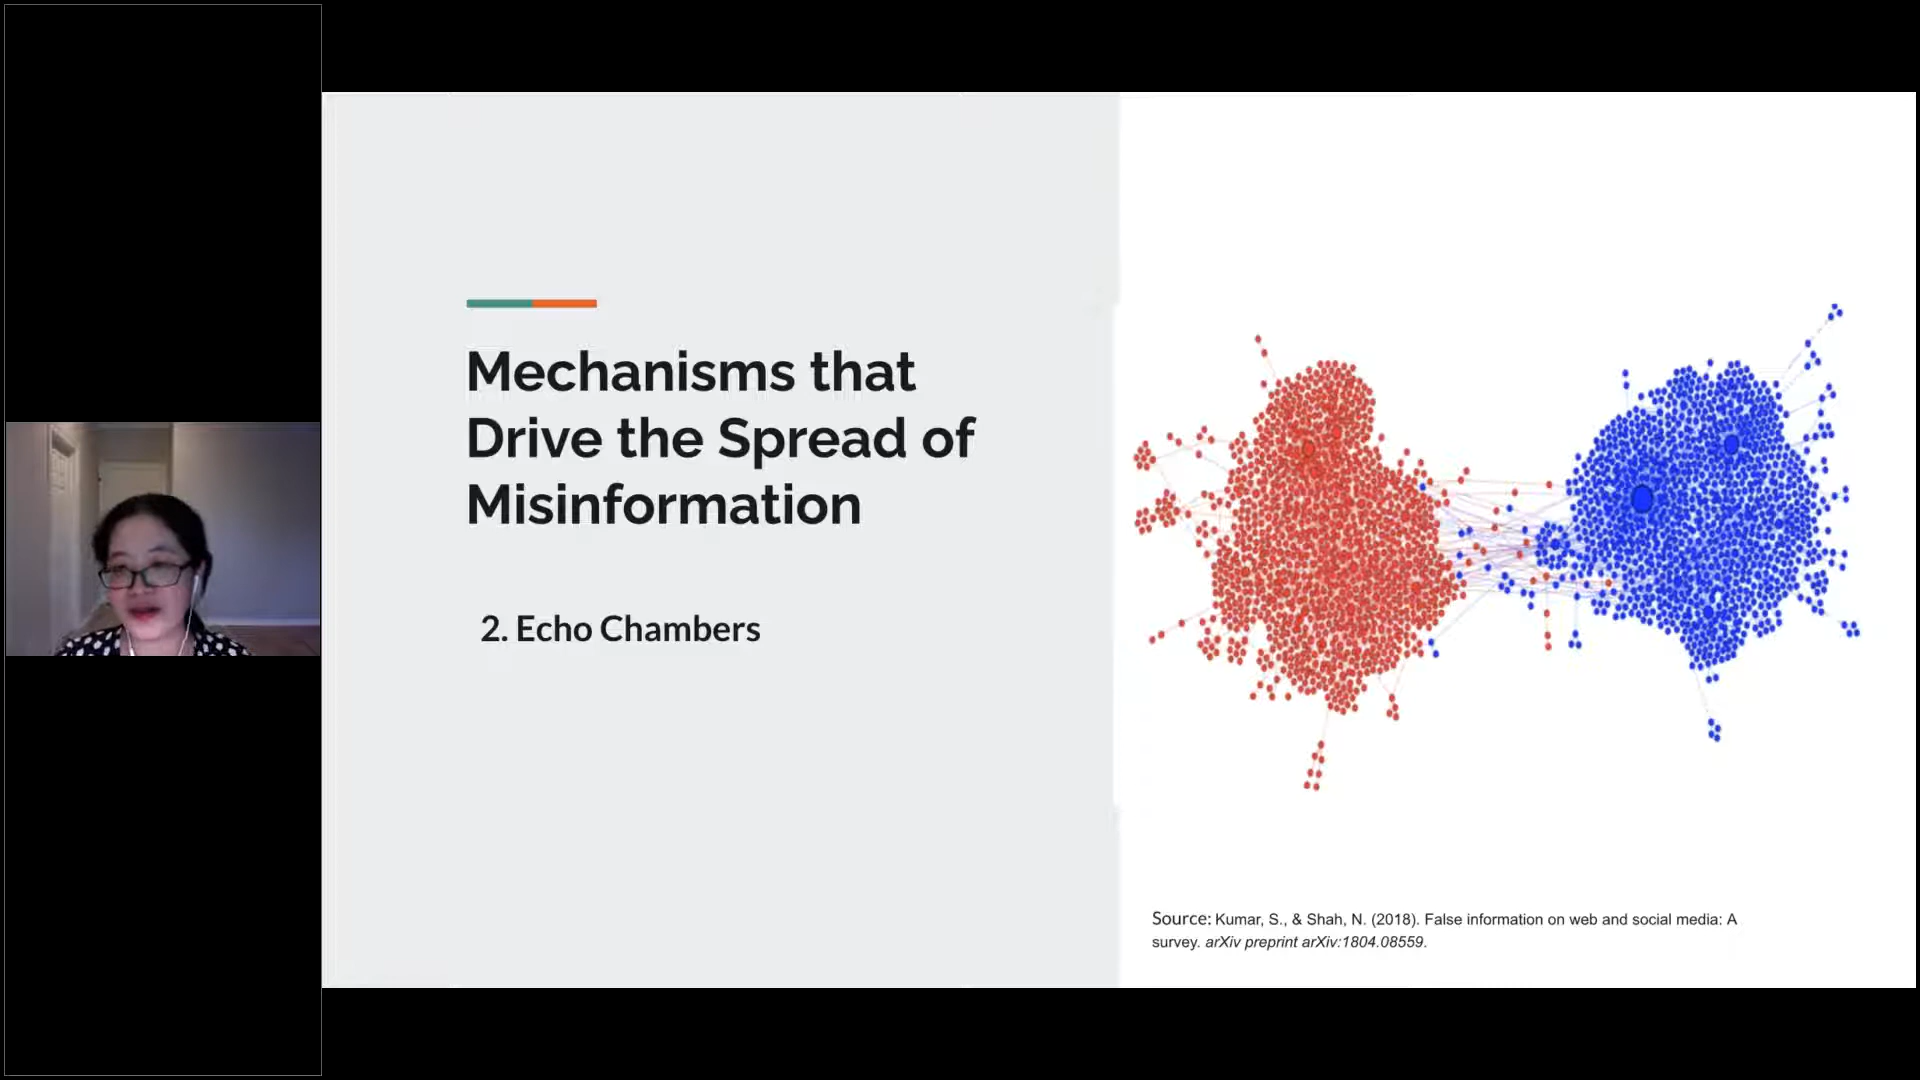 Mechanisms that
Drive the Spread of
Misinformation
2. Echo Chambers
Source: Kumar, S., & Shah, N. (2018). False information on web and social media: A
survey. arXiv preprint arXiv:1804.08559.